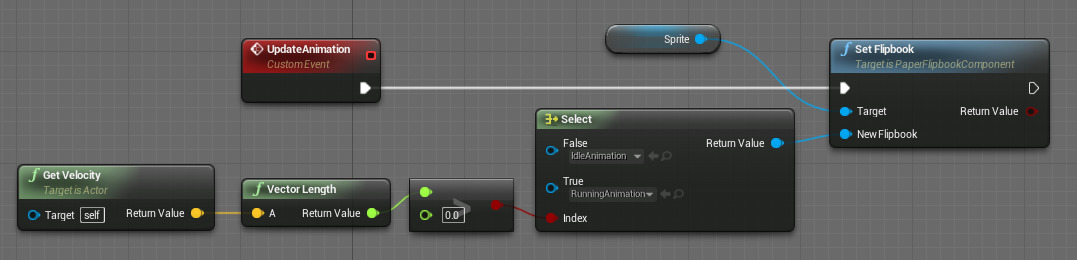 UpdateAnimation
Custom Event
Sprite
Set Flipbook
Target is PaperFlipbookComponent
Target
Return Value
New Flipbook
Select
False
Return Value
IdleAnimation
True
RunningAnimation
Index
Get Velocity
Target is Actor
Target
self
Return Value
Vector Length
A
Return Value
>
0.0